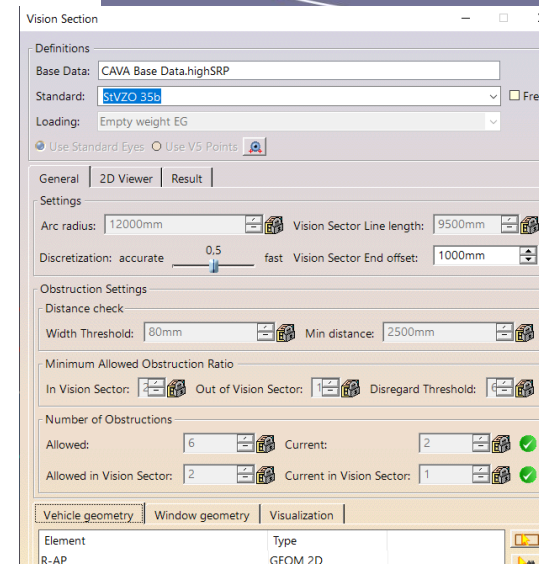 Vision Section
Definitions
Base Data: CAVA Base Data.highSRP
Standard: StVZO 35b Fre
Loading: Empty weight EG
Use Standard Eyes Use V5 Points
General 2D Viewer Result
Settings
Arc radius: 12000mm Vision Sector Line length: 9500mm
0,5
Discretization: accurate fast Vision Sector End offset: 1000mm
Obstruction Settings
Distance check
Width Threshold: 80mm Min distance: 2500mm
Minimum Allowed Obstruction Ratio
In Vision Sector: Out of Vision Sector: Disregard Threshold:
Number of Obstructions
Allowed: 6 Current: 2
Allowed in Vision Sector: 2 Current in Vision Sector: 1
Vehicle geometry Window geometry Visualization
Element Type
R-AP GEOM 2D